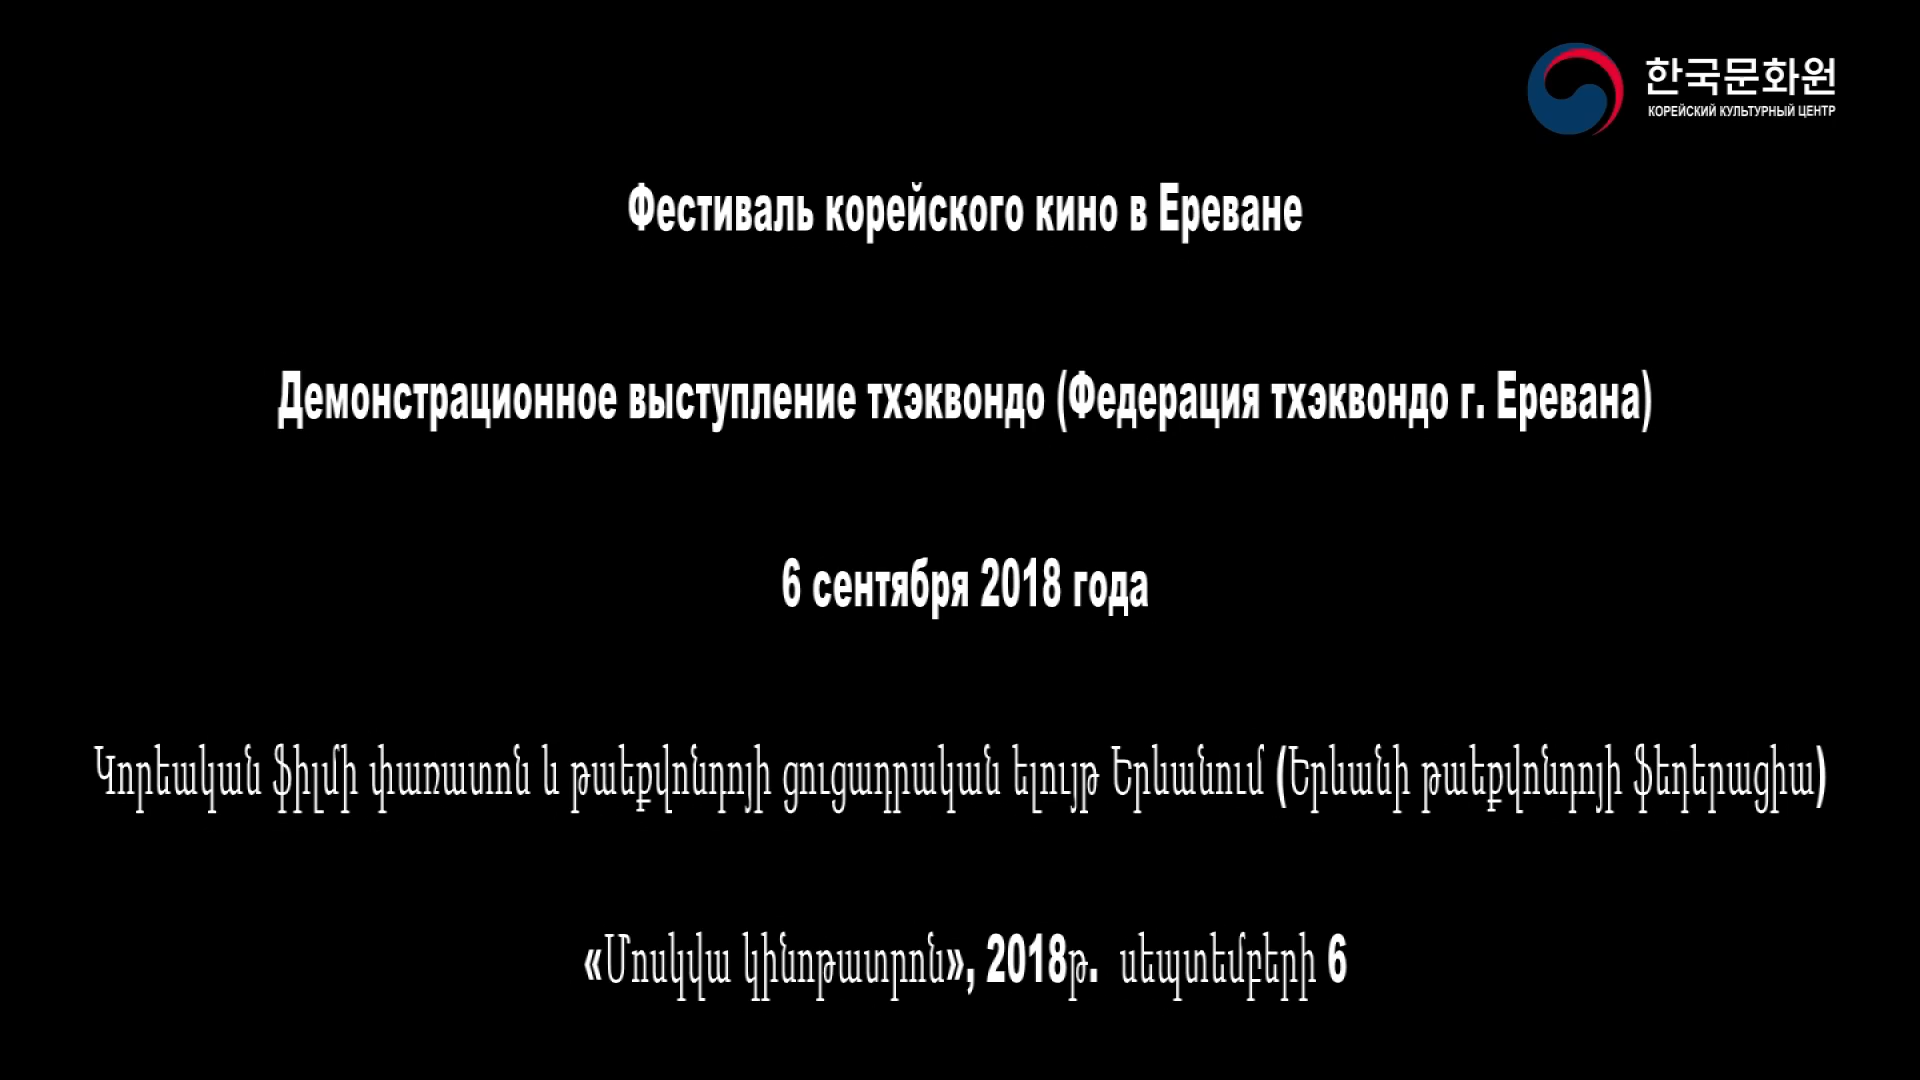 한국문화원
КОРЕЙСКИЙ КУЛЬТУРНЫЙ ЦЕНТР
Фестиваль корейского кино в Ереване
Демонстрационное выступление тхэквондо (Федерация тхэквондо г. Еревана)
6 сентября 2018 года
Կորեական ֆիլմի փառատոն և թաեքվոնդոյի ցուցադրական ելույթ Երևանում (Երևանի թաեքվոնդոյի ֆեդերացիա)
«Մոսկվա կինոթատրոն», 2018թ. սեպտեմբերի 6